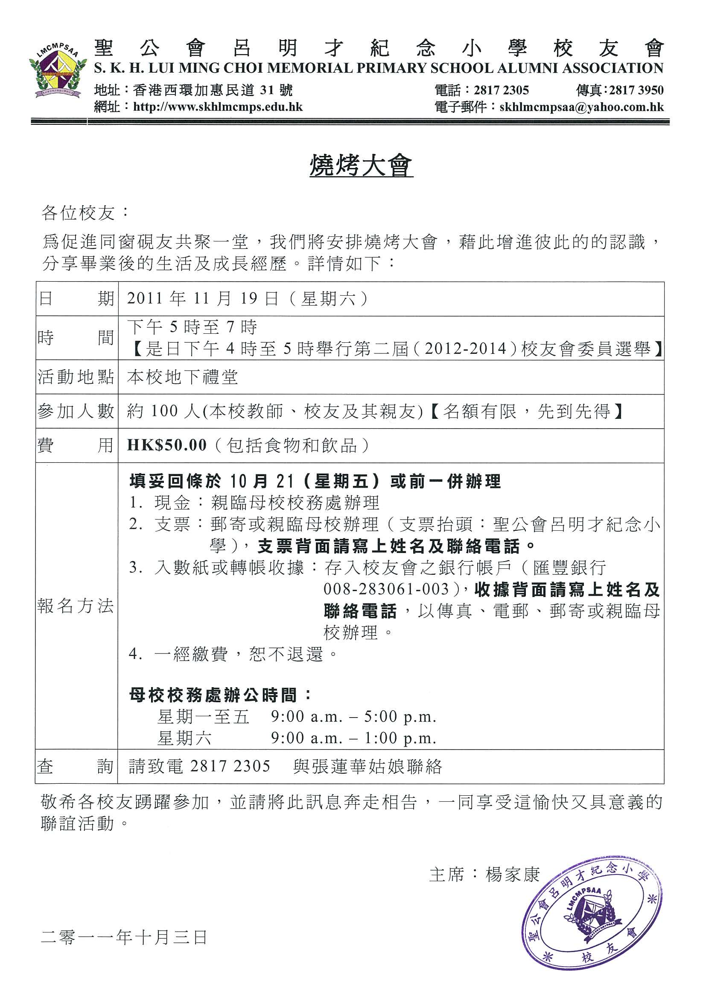 LMCMPSAA
聖公會呂明才紀念小學校友會
S. K. H. LUI MING CHOI MEMORIAL PRIMARY SCHOOL ALUMNI ASSOCIATION
地址：香港西環加惠民道 31 號 電話：2817 2305 傳真：2817 3950
網址：http://www.skhlmcmps.edu.hk 電子郵件：skhlmcmpsaa@yahoo.com.hk
燒烤大會
各位校友：
為促進同窗硯友共聚一堂，我們將安排燒烤大會，藉此增進彼此的的認識，
分享畢業後的生活及成長經歷。詳情如下：
日期 2011 年 11 月 19 日（星期六）
時間 下午 5 時至 7 時
【是日下午 4 時至 5 時舉行第二屆（2012-2014）校友會委員選舉】
活動地點 本校地下禮堂
參加人數 約 100 人(本校教師、校友及其親友)【名額有限，先到先得】
費用 HK$50.00（包括食物和飲品）
報名方法
填妥回條於 10 月 21（星期五）或前一併辦理
1. 現金：親臨母校校務處辦理
2. 支票：郵寄或親臨母校辦理（支票抬頭：聖公會呂明才紀念小
學），支票背面請寫上姓名及聯絡電話。
3. 入數紙或轉帳收據：存入校友會之銀行帳戶（匯豐銀行
008-283061-003），收據背面請寫上姓名及
聯絡電話，以傳真、電郵、郵寄或親臨母
校辦理。
4. 一經繳費，恕不退還。
母校校務處辦公時間：
星期一至五 9:00 a.m. – 5:00 p.m.
星期六 9:00 a.m. – 1:00 p.m.
查詢 請致電 2817 2305 與張蓮華姑娘聯絡
敬希各校友踴躍參加，並請將此訊息奔走相告，一同享受這愉快又具意義的
聯誼活動。
主席：楊家康
聖公會呂明才紀念小學
LMCMPSAA
校友會
二零一一年十月三日